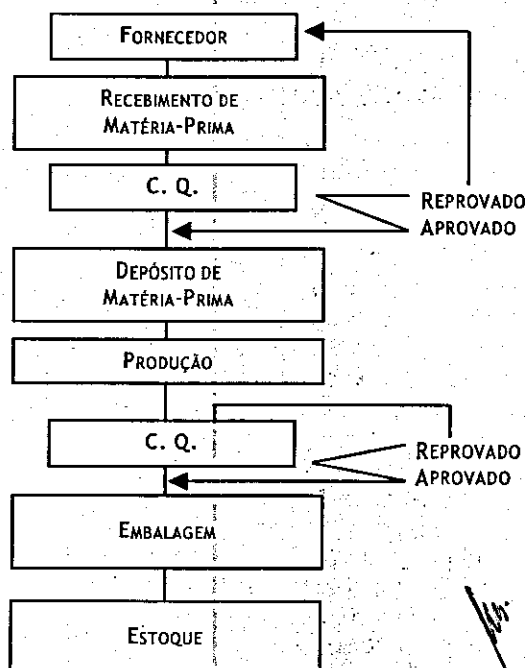 FORNECEDOR
RECEBIMENTO DE
MATÉRIA-PRIMA
C. Q.
REPROVADO
APROVADO
DEPÓSITO DE
MATÉRIA-PRIMA
PRODUÇÃO
C. Q.
REPROVADO
APROVADO
EMBALAGEM
ESTOQUE